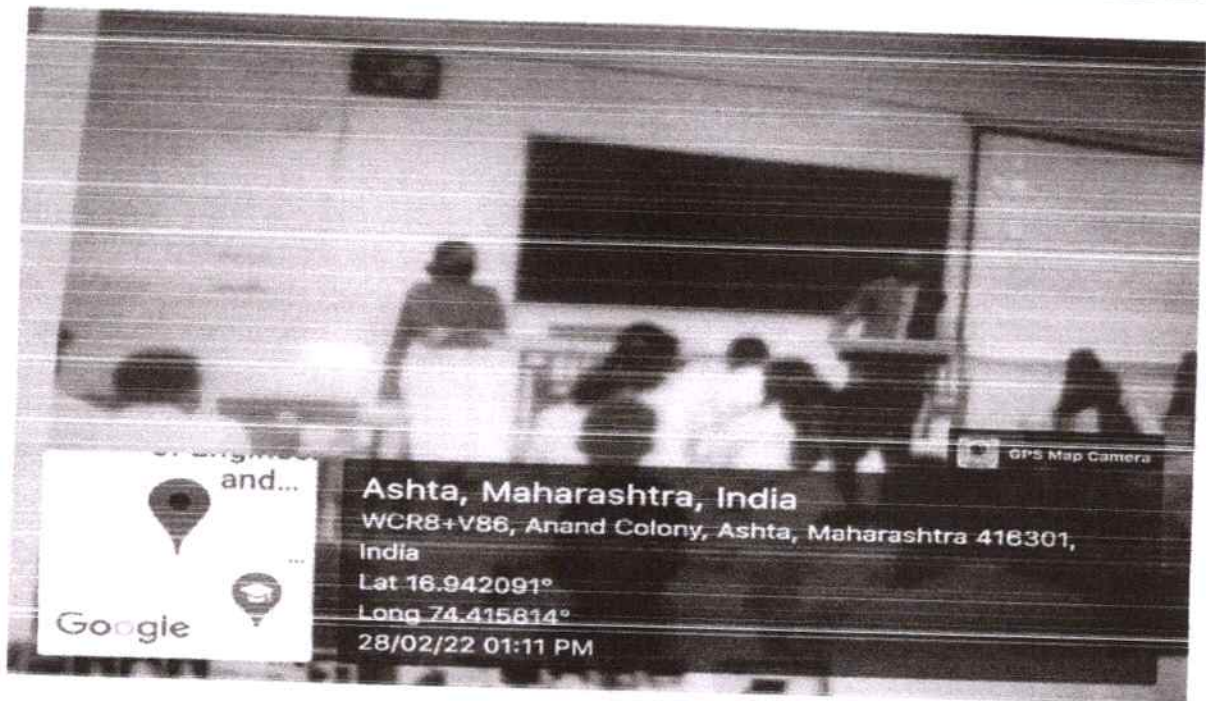 GPS Map Camera
and...
...
Google
Ashta, Maharashtra, India
WCR8+V86, Anand Colony, Ashta, Maharashtra 416301,
India
Lat 16.942091°
Long 74.415814°
28/02/22 01:11 PM